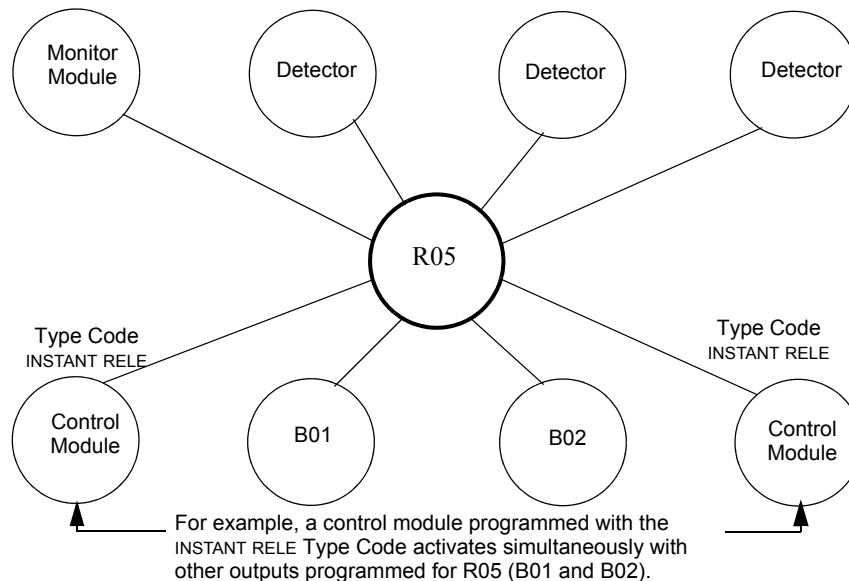 Monitor
Module
Detector
Detector
Detector
R05
Type Code
INSTANT RELE
Type Code
INSTANT RELE
Control
Module
B01
B02
Control
Module
For example, a control module programmed with the
INSTANT RELE Type Code activates simultaneously with
other outputs programmed for R05 (B01 and B02).